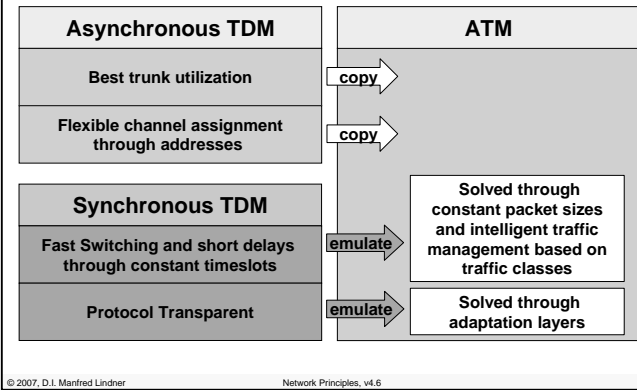 Asynchronous TDM
ATM
Best trunk utilization
copy
Flexible channel assignment
through addresses
copy
Synchronous TDM
Fast Switching and short delays
through constant timeslots
emulate
Solved through
constant packet sizes
and intelligent traffic
management based on
traffic classes
Protocol Transparent
emulate
Solved through
adaptation layers
© 2007, D.I. Manfred Lindner
Network Principles, v4.6